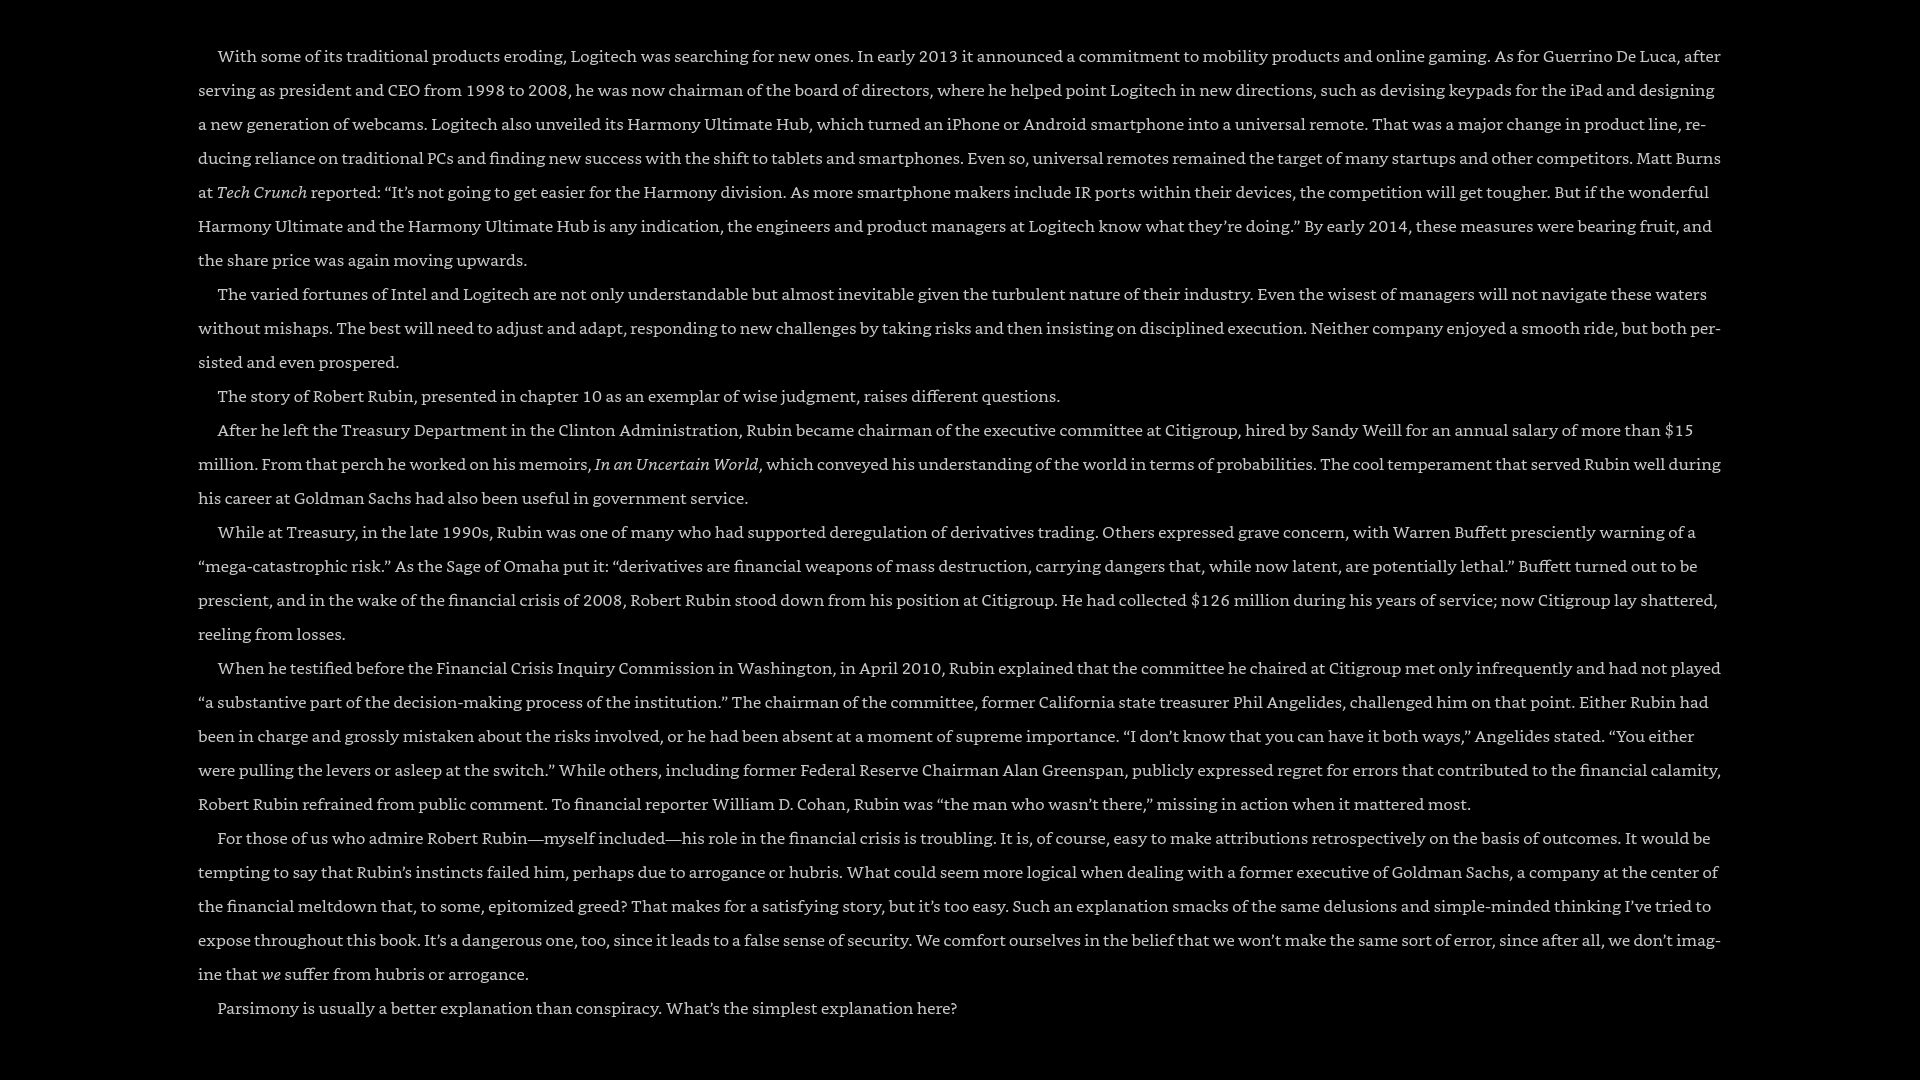 With some of its traditional products eroding, Logitech was searching for new ones. In early 2013 it announced a commitment to mobility products and online gaming. As for Guerrino De Luca, after
serving as president and CEO from 1998 to 2008, he was now chairman of the board of directors, where he helped point Logitech in new directions, such as devising keypads for the iPad and designing
a new generation of webcams. Logitech also unveiled its Harmony Ultimate Hub, which turned an iPhone or Android smartphone into a universal remote. That was a major change in product line, re-
ducing reliance on traditional PCs and finding new success with the shift to tablets and smartphones. Even so, universal remotes remained the target of many startups and other competitors. Matt Burns
at Tech Crunch reported: “It’s not going to get easier for the Harmony division. As more smartphone makers include IR ports within their devices, the competition will get tougher. But if the wonderful
Harmony Ultimate and the Harmony Ultimate Hub is any indication, the engineers and product managers at Logitech know what they’re doing.” By early 2014, these measures were bearing fruit, and
the share price was again moving upwards.
The varied fortunes of Intel and Logitech are not only understandable but almost inevitable given the turbulent nature of their industry. Even the wisest of managers will not navigate these waters
without mishaps. The best will need to adjust and adapt, responding to new challenges by taking risks and then insisting on disciplined execution. Neither company enjoyed a smooth ride, but both per-
sisted and even prospered.
The story of Robert Rubin, presented in chapter 10 as an exemplar of wise judgment, raises different questions.
After he left the Treasury Department in the Clinton Administration, Rubin became chairman of the executive committee at Citigroup, hired by Sandy Weill for an annual salary of more than $15
million. From that perch he worked on his memoirs, In an Uncertain World, which conveyed his understanding of the world in terms of probabilities. The cool temperament that served Rubin well during
his career at Goldman Sachs had also been useful in government service.
While at Treasury, in the late 1990s, Rubin was one of many who had supported deregulation of derivatives trading. Others expressed grave concern, with Warren Buffett presciently warning of a
“mega-catastrophic risk.” As the Sage of Omaha put it: “derivatives are financial weapons of mass destruction, carrying dangers that, while now latent, are potentially lethal.” Buffett turned out to be
prescient, and in the wake of the financial crisis of 2008, Robert Rubin stood down from his position at Citigroup. He had collected $126 million during his years of service; now Citigroup lay shattered,
reeling from losses.
When he testified before the Financial Crisis Inquiry Commission in Washington, in April 2010, Rubin explained that the committee he chaired at Citigroup met only infrequently and had not played
“a substantive part of the decision-making process of the institution.” The chairman of the committee, former California state treasurer Phil Angelides, challenged him on that point. Either Rubin had
been in charge and grossly mistaken about the risks involved, or he had been absent at a moment of supreme importance. “I don’t know that you can have it both ways,” Angelides stated. “You either
were pulling the levers or asleep at the switch.” While others, including former Federal Reserve Chairman Alan Greenspan, publicly expressed regret for errors that contributed to the financial calamity,
Robert Rubin refrained from public comment. To financial reporter William D. Cohan, Rubin was “the man who wasn’t there,” missing in action when it mattered most.
For those of us who admire Robert Rubin—myself included—his role in the financial crisis is troubling. It is, of course, easy to make attributions retrospectively on the basis of outcomes. It would be
tempting to say that Rubin’s instincts failed him, perhaps due to arrogance or hubris. What could seem more logical when dealing with a former executive of Goldman Sachs, a company at the center of
the financial meltdown that, to some, epitomized greed? That makes for a satisfying story, but it’s too easy. Such an explanation smacks of the same delusions and simple-minded thinking I’ve tried to
expose throughout this book. It’s a dangerous one, too, since it leads to a false sense of security. We comfort ourselves in the belief that we won’t make the same sort of error, since after all, we don’t imag-
ine that we suffer from hubris or arrogance.
Parsimony is usually a better explanation than conspiracy. What’s the simplest explanation here?